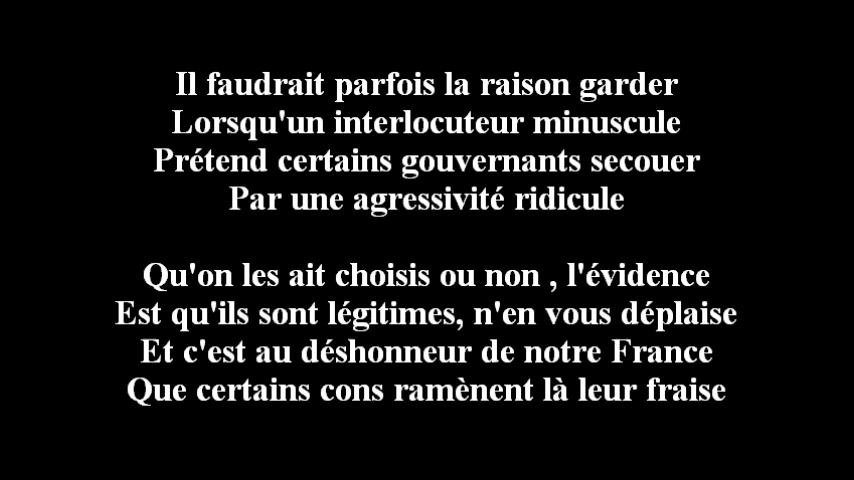 Il faudrait parfois la raison garder
Lorsqu'un interlocuteur minuscule
Prétend certains gouvernants secouer
Par une agressivité ridicule
Qu'on les ait choisis ou non , l'évidence
Est qu'ils sont légitimes, n'en vous déplaise
Et c'est au déshonneur de notre France
Que certains cons ramènent là leur fraise